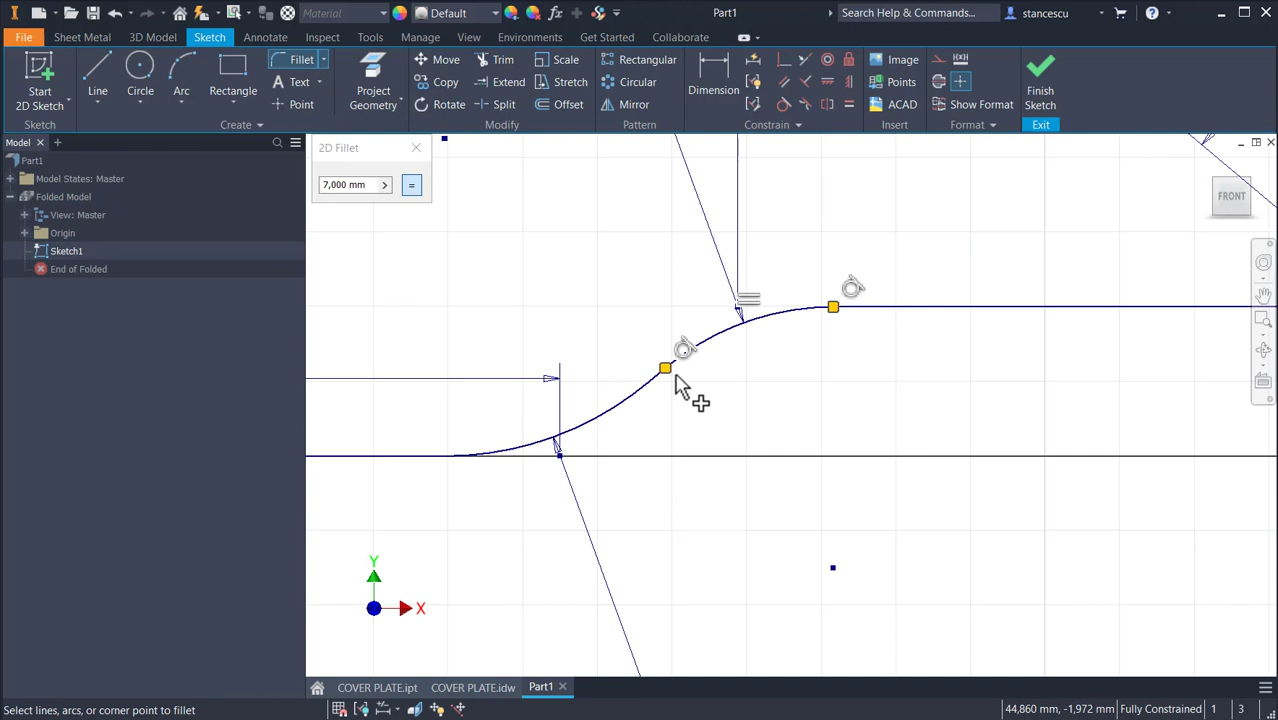 Material
Default
Part1
Search Help & Commands...
stancescu
File
Sheet Metal
3D Model
Sketch
Annotate
Inspect
Tools
Manage
View
Environments
Get Started
Collaborate
Start
2D Sketch
Line
Circle
Arc
Rectangle
Fillet
Text
Point
Project
Geometry
Move
Copy
Rotate
Trim
Extend
Split
Scale
Stretch
Offset
Rectangular
Circular
Mirror
Dimension
Image
Points
ACAD
Show Format
Finish
Sketch
Sketch
Create
Modify
Pattern
Constrain
Insert
Format
Exit
Model
Part1
Model States: Master
Folded Model
View: Master
Origin
Sketch1
End of Folded
2D Fillet
7,000 mm
=
FRONT
Y
X
COVER PLATE.ipt
COVER PLATE.idw
Part1
Select lines, arcs, or corner point to fillet
44,860 mm, -1,972 mm
Fully Constrained
1
3